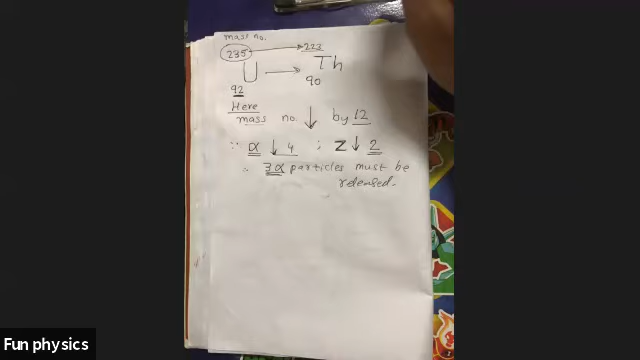 mass no.
235 → 223
U → Th
92 90
Here
mass no. ↓ by 12
∵ α ↓ 4 ; Z ↓ 2
∴ 3α particles must be
released.
Fun physics